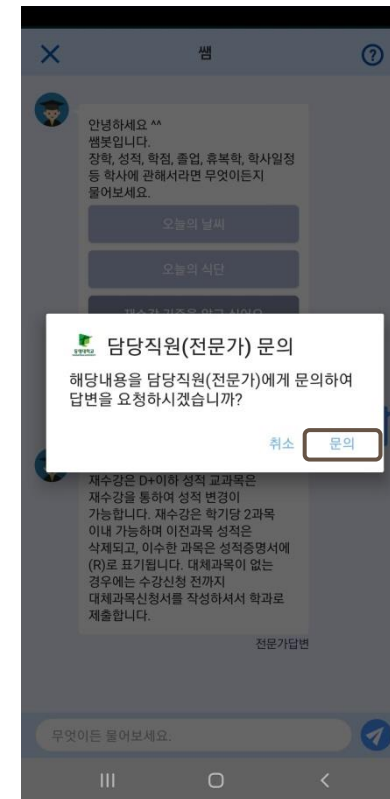 쌤
안녕하세요 ^^
쌤봇입니다.
장학, 성적, 학점, 졸업, 휴복학, 학사일정
등 학사에 관해서라면 무엇이든지
물어보세요.
오늘의 날씨
오늘의 식단
재수강 기준을 알고 싶어요
담당직원(전문가) 문의
해당내용을 담당직원(전문가)에게 문의하여
답변을 요청하시겠습니까?
취소 문의
재수강은 D+이하 성적 교과목은
재수강을 통하여 성적 변경이
가능합니다. 재수강은 학기당 2과목
이내 가능하며 이전과목 성적은
삭제되고, 이수한 과목은 성적증명서에
(R)로 표기됩니다. 대체과목이 없는
경우에는 수강신청 전까지
대체과목신청서를 작성하셔서 학과로
제출합니다.
전문가답변
무엇이든 물어보세요.